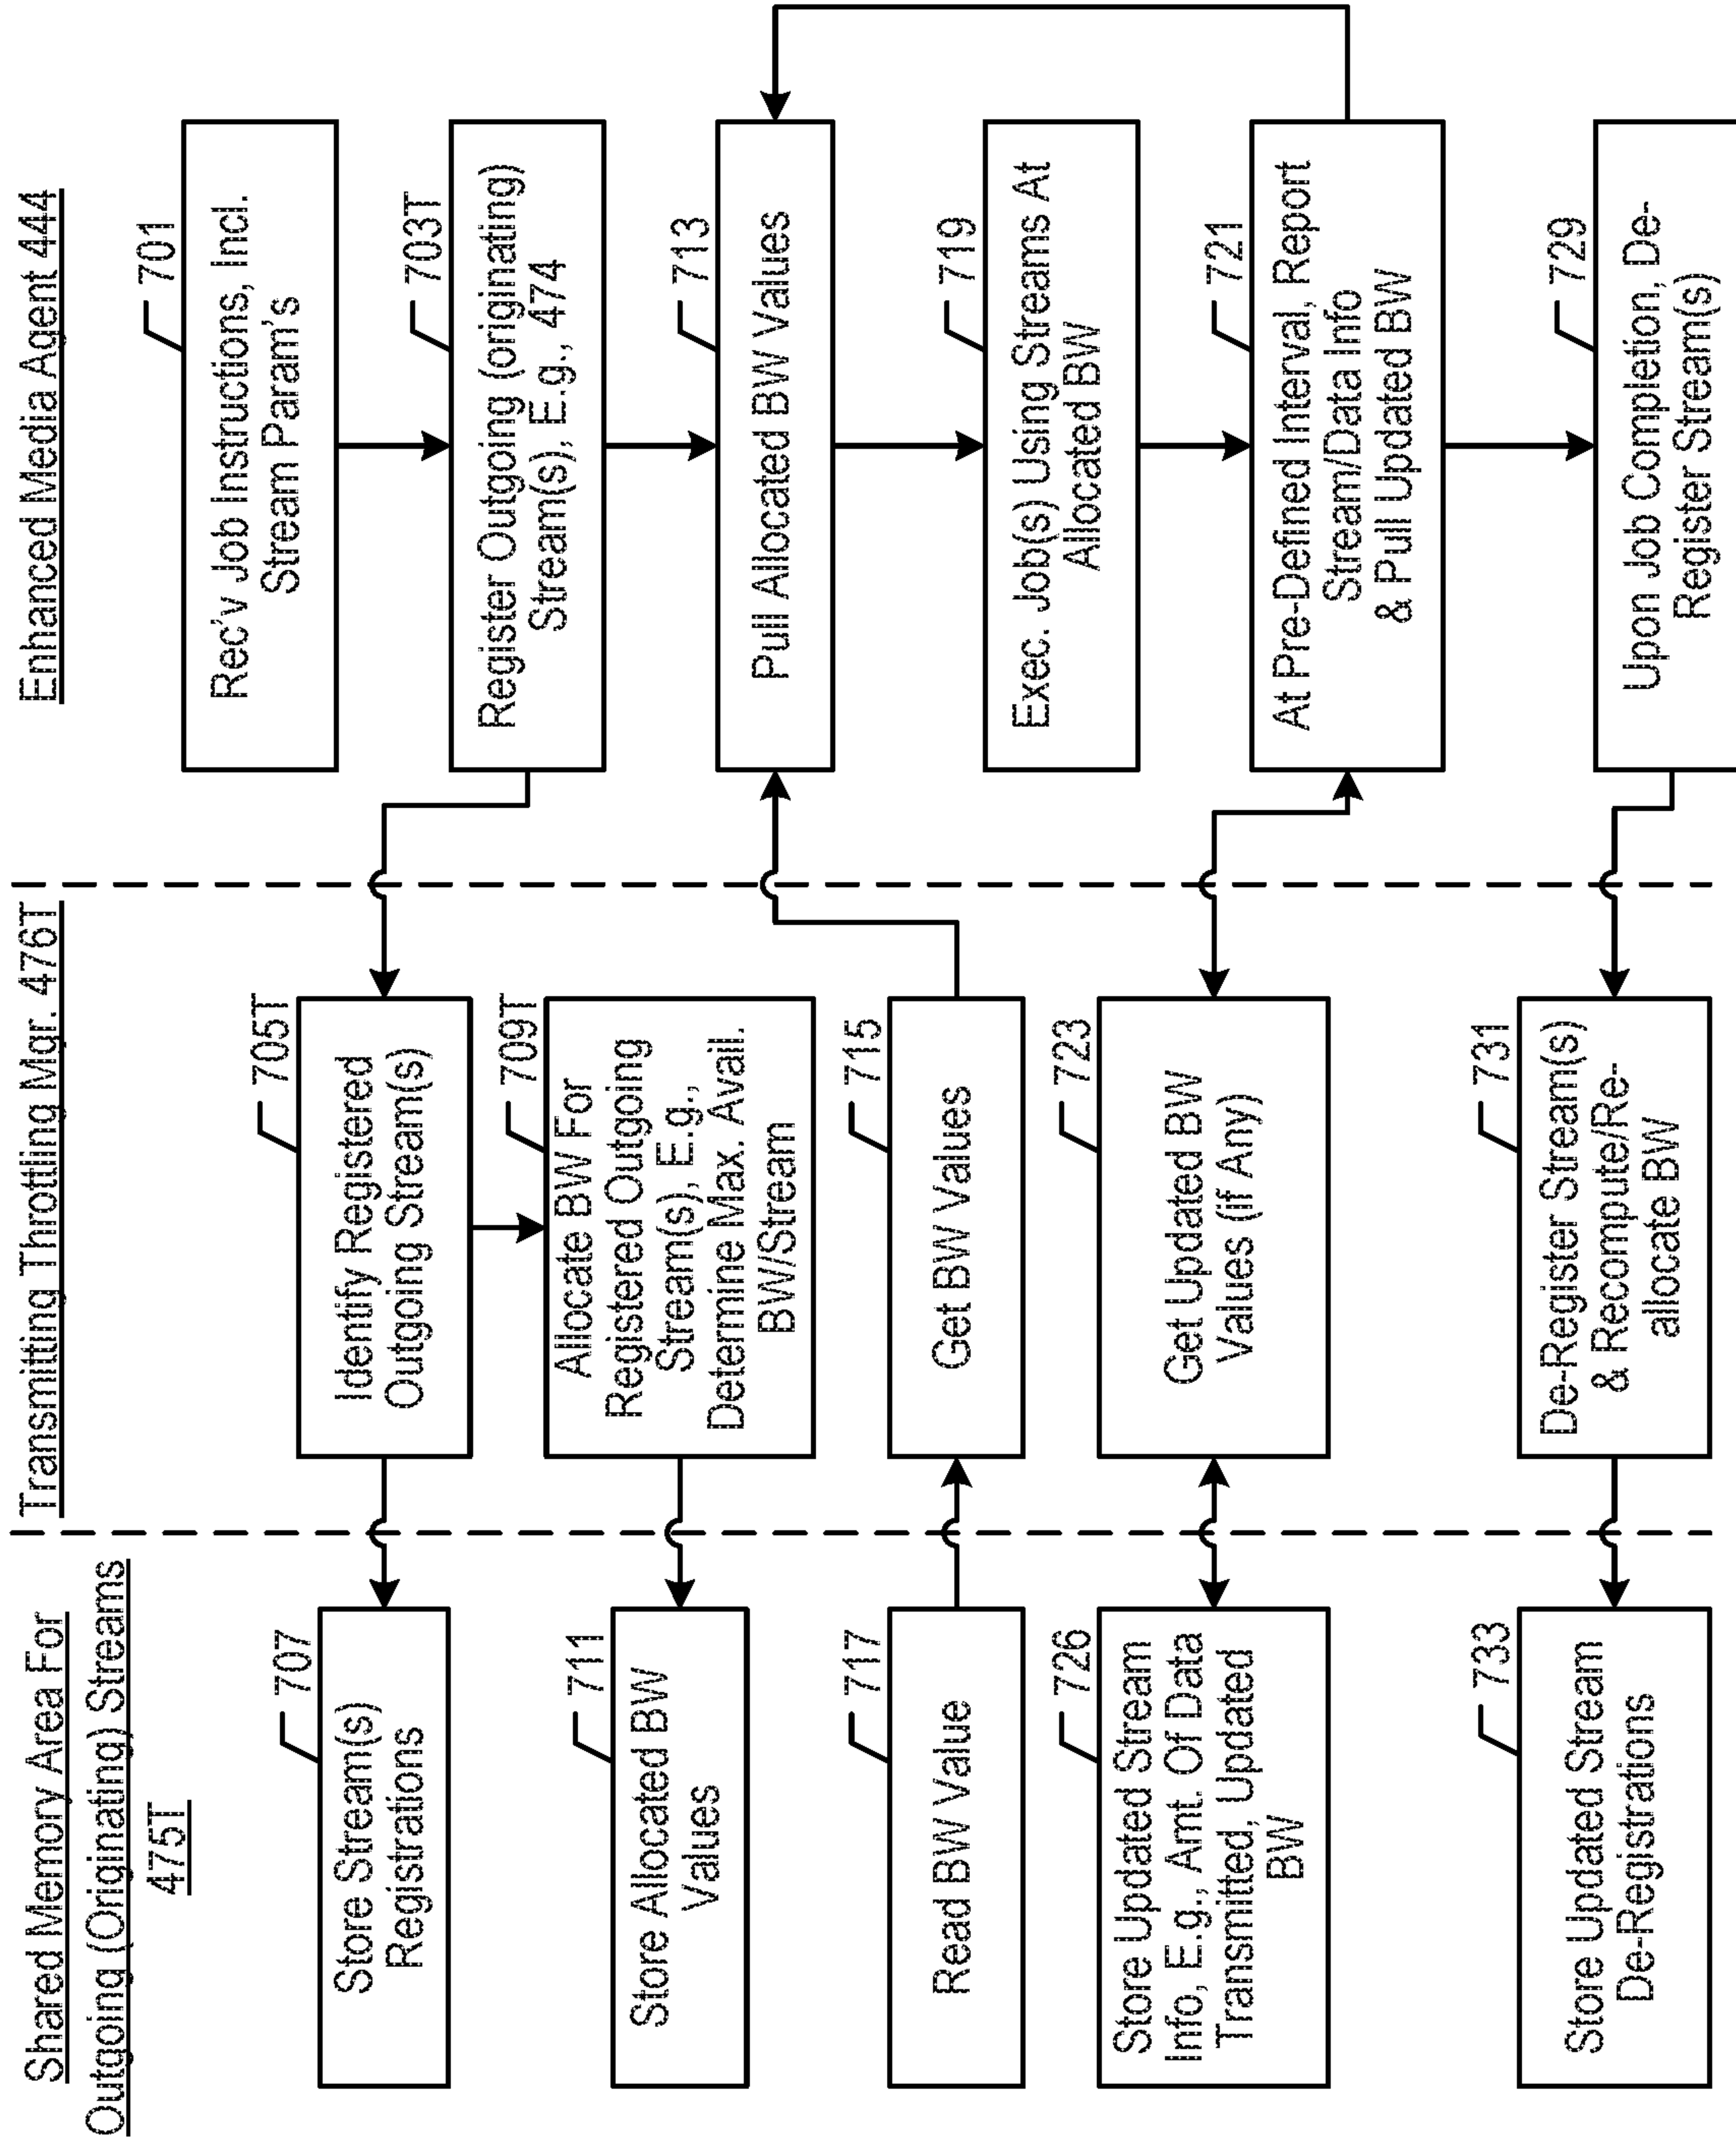 Shared Memory Area For
Outgoing (Originating) Streams
475T
707
Store Stream(s)
Registrations
711
Store Allocated BW
Values
717
Read BW Value
726
Store Updated Stream
Info, E.g., Amt. Of Data
Transmitted, Updated
BW
733
Store Updated Stream
De-Registrations
Transmitting Throttling Mgr. 476T
705T
Identify Registered
Outgoing Stream(s)
709T
Allocate BW For
Registered Outgoing
Stream(s), E.g.,
Determine Max. Avail.
BW/Stream
715
Get BW Values
723
Get Updated BW
Values (if Any)
731
De-Register Stream(s)
& Recompute/Re-
allocate BW
Enhanced Media Agent 444
701
Rec'v Job Instructions, Incl.
Stream Param's
703T
Register Outgoing (originating)
Stream(s), E.g., 474
713
Pull Allocated BW Values
719
Exec. Job(s) Using Streams At
Allocated BW
721
At Pre-Defined Interval, Report
Stream/Data Info
& Pull Updated BW
729
Upon Job Completion, De-
Register Stream(s)